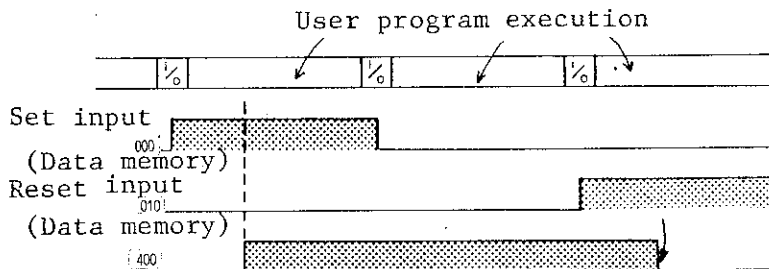 User program execution
i/o i/o i/o
Set input
000
(Data memory)
Reset input
010
(Data memory)
400